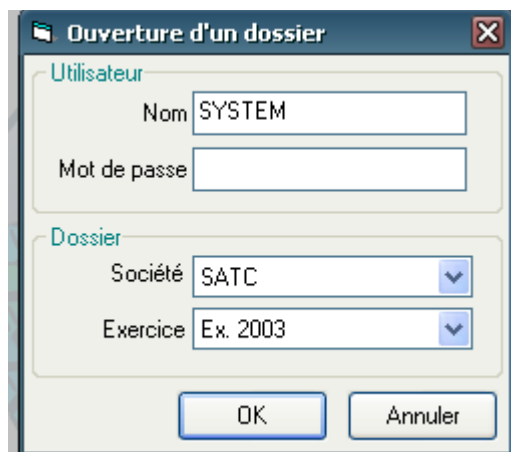 Ouverture d'un dossier
Utilisateur
Nom SYSTEM
Mot de passe
Dossier
Société SATC
Exercice Ex. 2003
OK Annuler